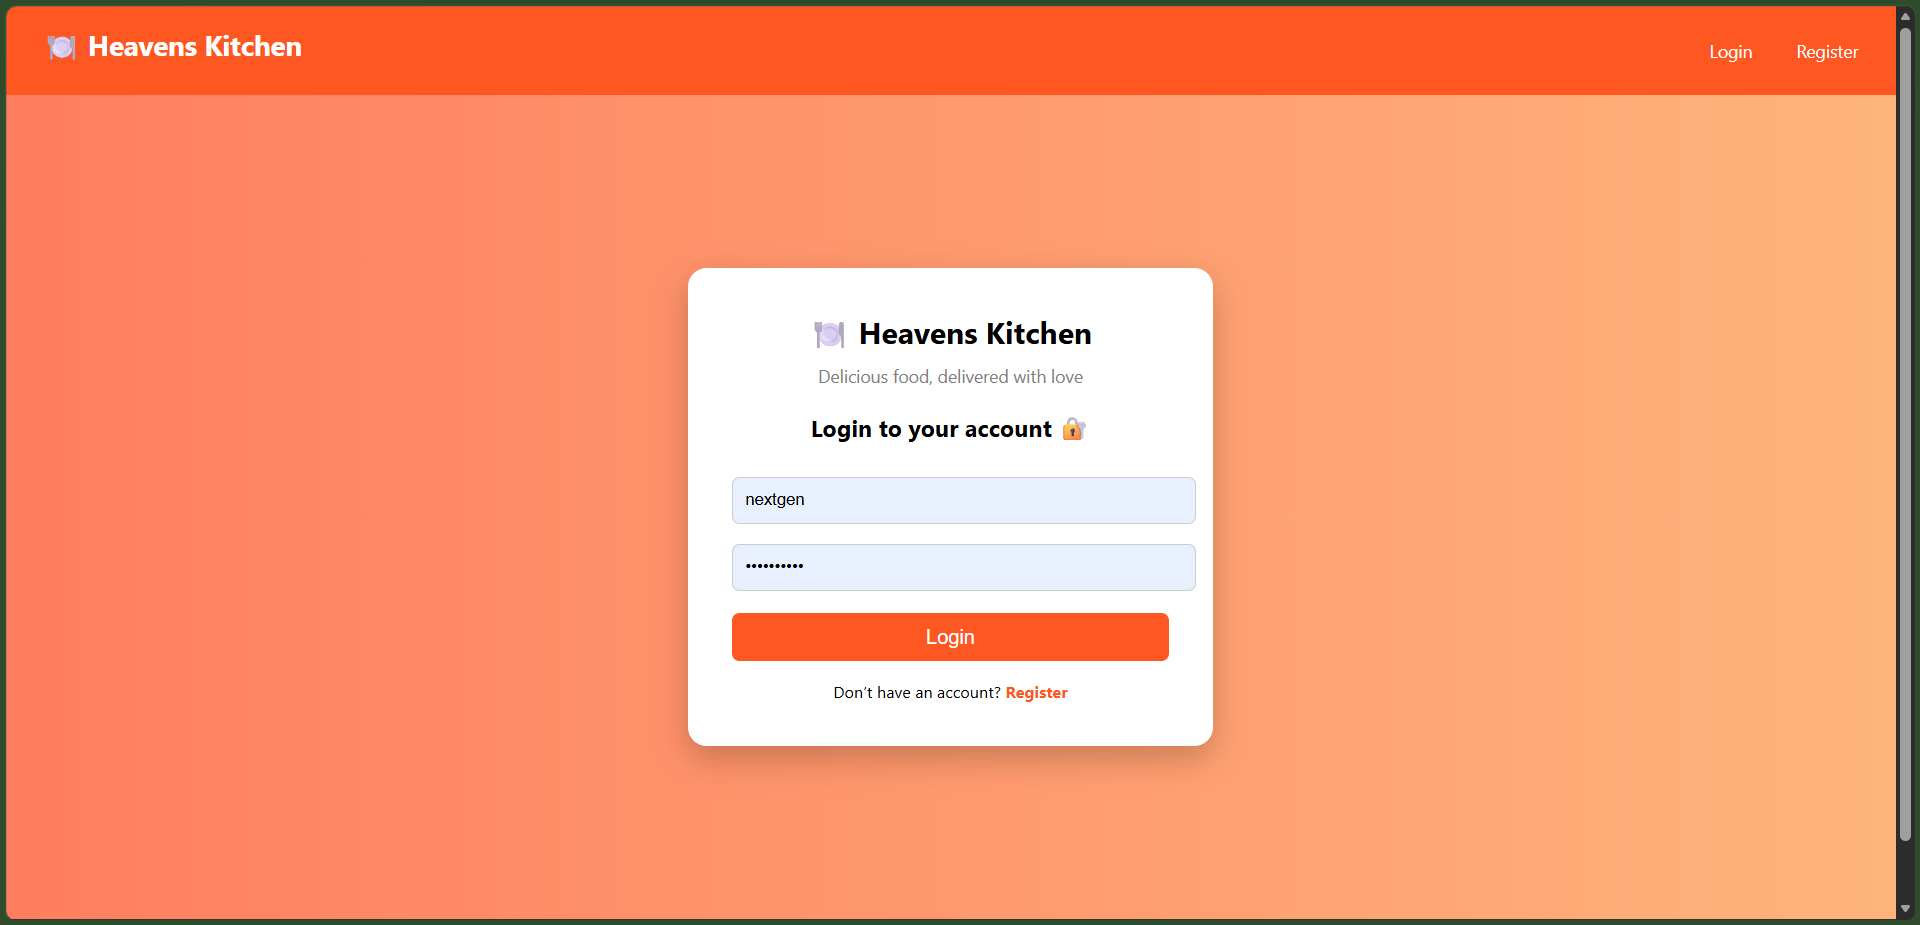 Heavens Kitchen
Login
Register
Heavens Kitchen
Delicious food, delivered with love
Login to your account
nextgen
••••••••••
Login
Don't have an account? Register